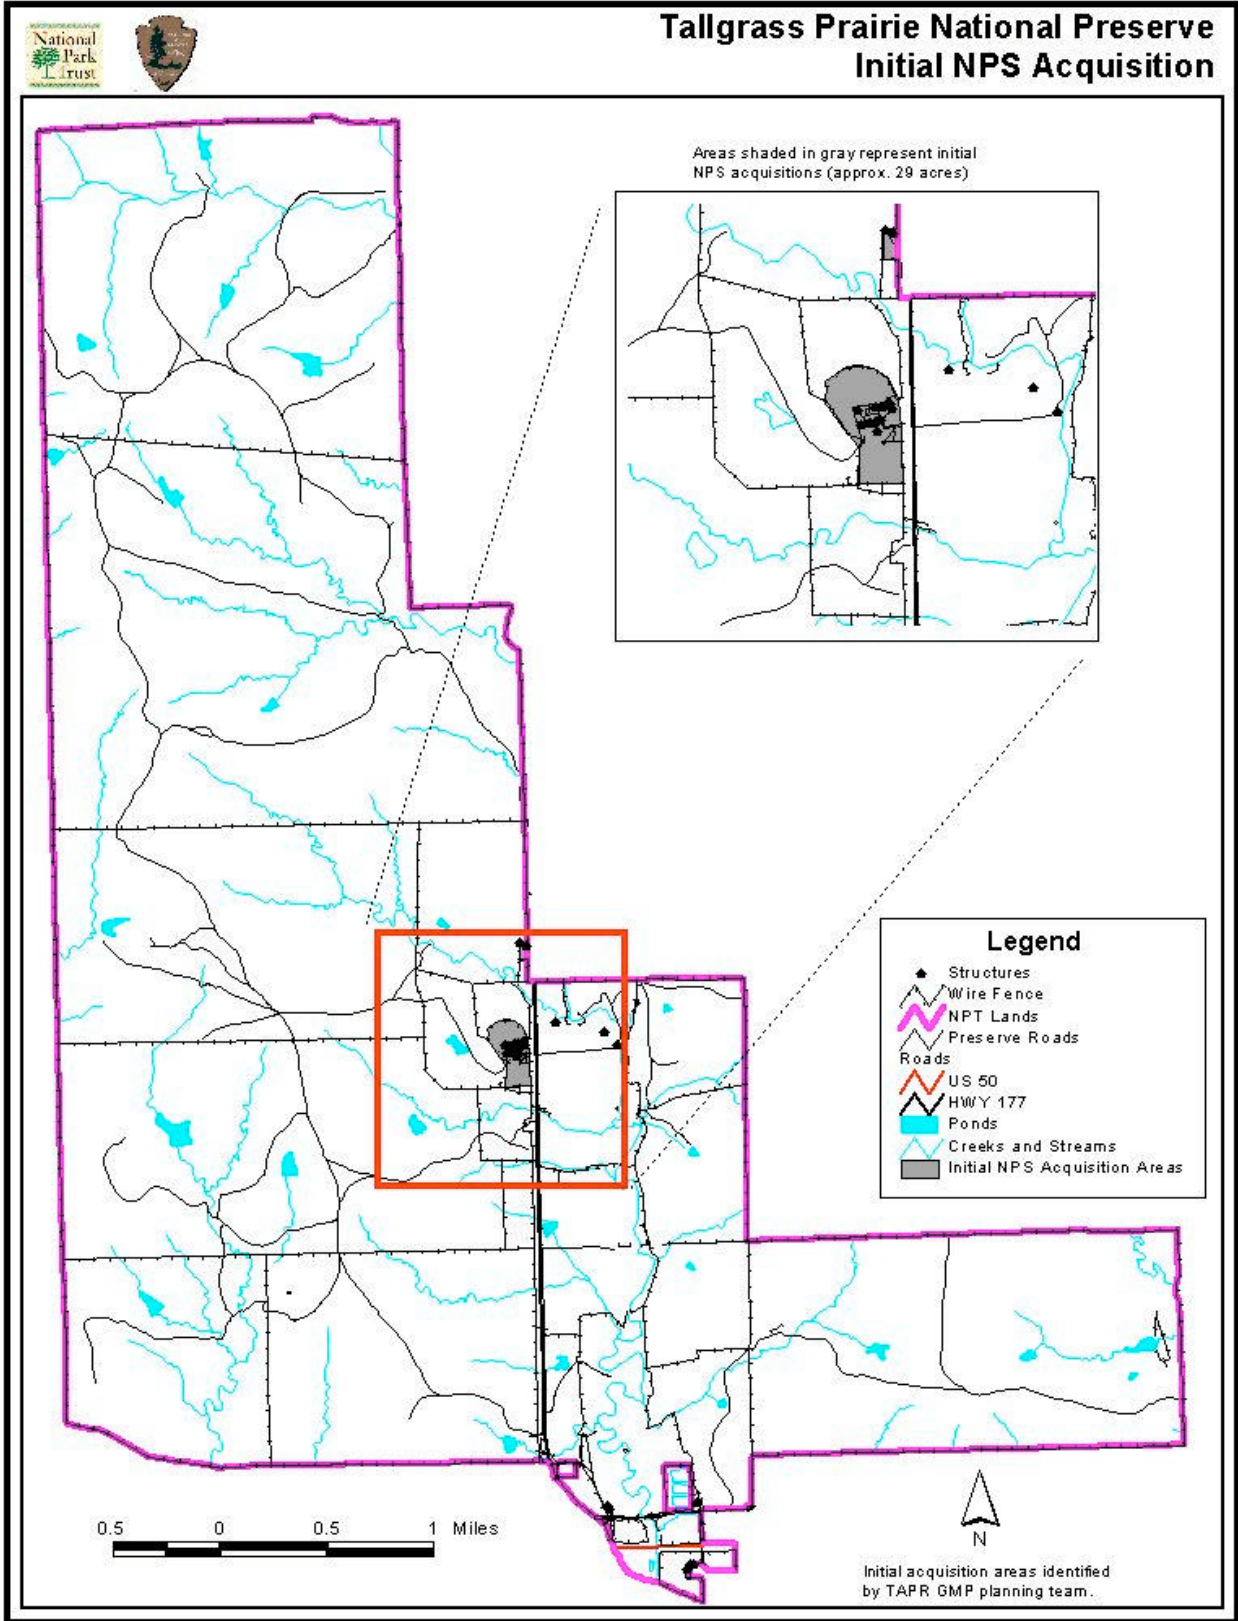 National
Park
Trust
Tallgrass Prairie National Preserve
Initial NPS Acquisition
Areas shaded in gray represent initial
NPS acquisitions (approx. 29 acres)
Legend
Structures
Wire Fence
NPT Lands
Preserve Roads
Roads
US 50
HWY 177
Ponds
Creeks and Streams
Initial NPS Acquisition Areas
0.5 0 0.5 1 Miles
N
Initial acquisition areas identified
by TAPR GMP planning team.